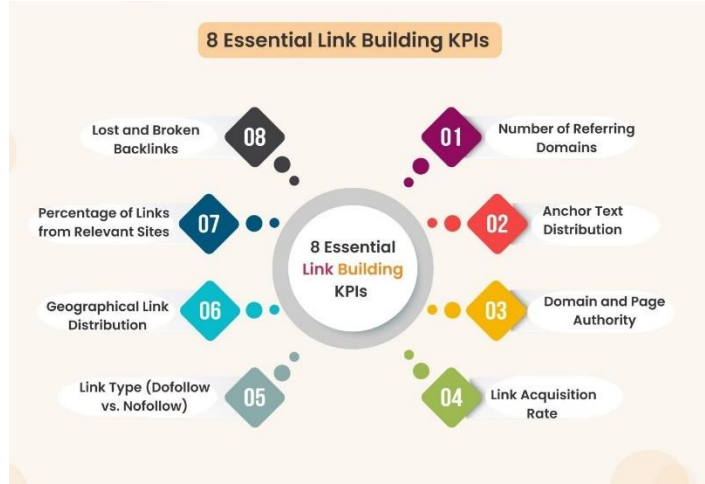 8 Essential Link Building KPIs
08
Lost and Broken
Backlinks
01
Number of Referring
Domains
07
Percentage of Links
from Relevant Sites
02
Anchor Text
Distribution
8 Essential
Link Building
KPIs
06
Geographical Link
Distribution
03
Domain and Page
Authority
05
Link Type (Dofollow
vs. Nofollow)
04
Link Acquisition
Rate